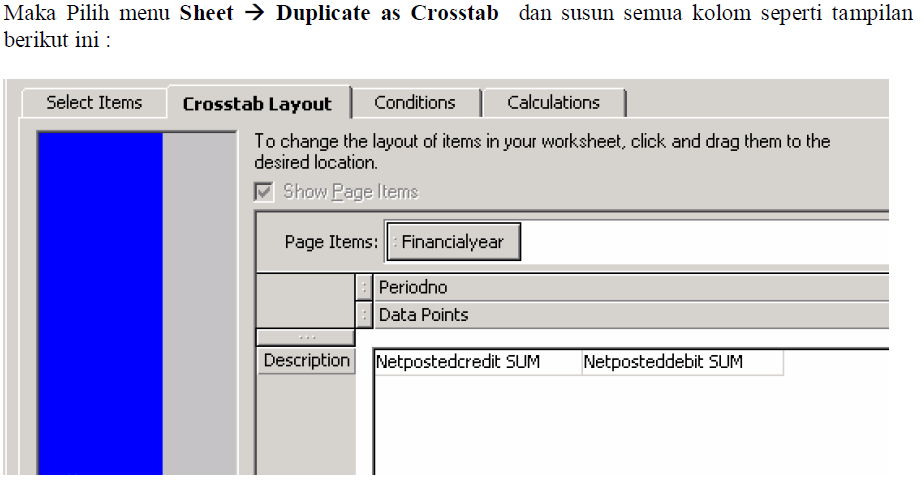 Maka Pilih menu Sheet → Duplicate as Crosstab dan susun semua kolom seperti tampilan
berikut ini :
Select Items
Crosstab Layout
Conditions
Calculations
To change the layout of items in your worksheet, click and drag them to the
desired location.
Show Page Items
Page Items:
Financialyear
Periodno
Data Points
Description
Netpostedcredit SUM
Netposteddebit SUM